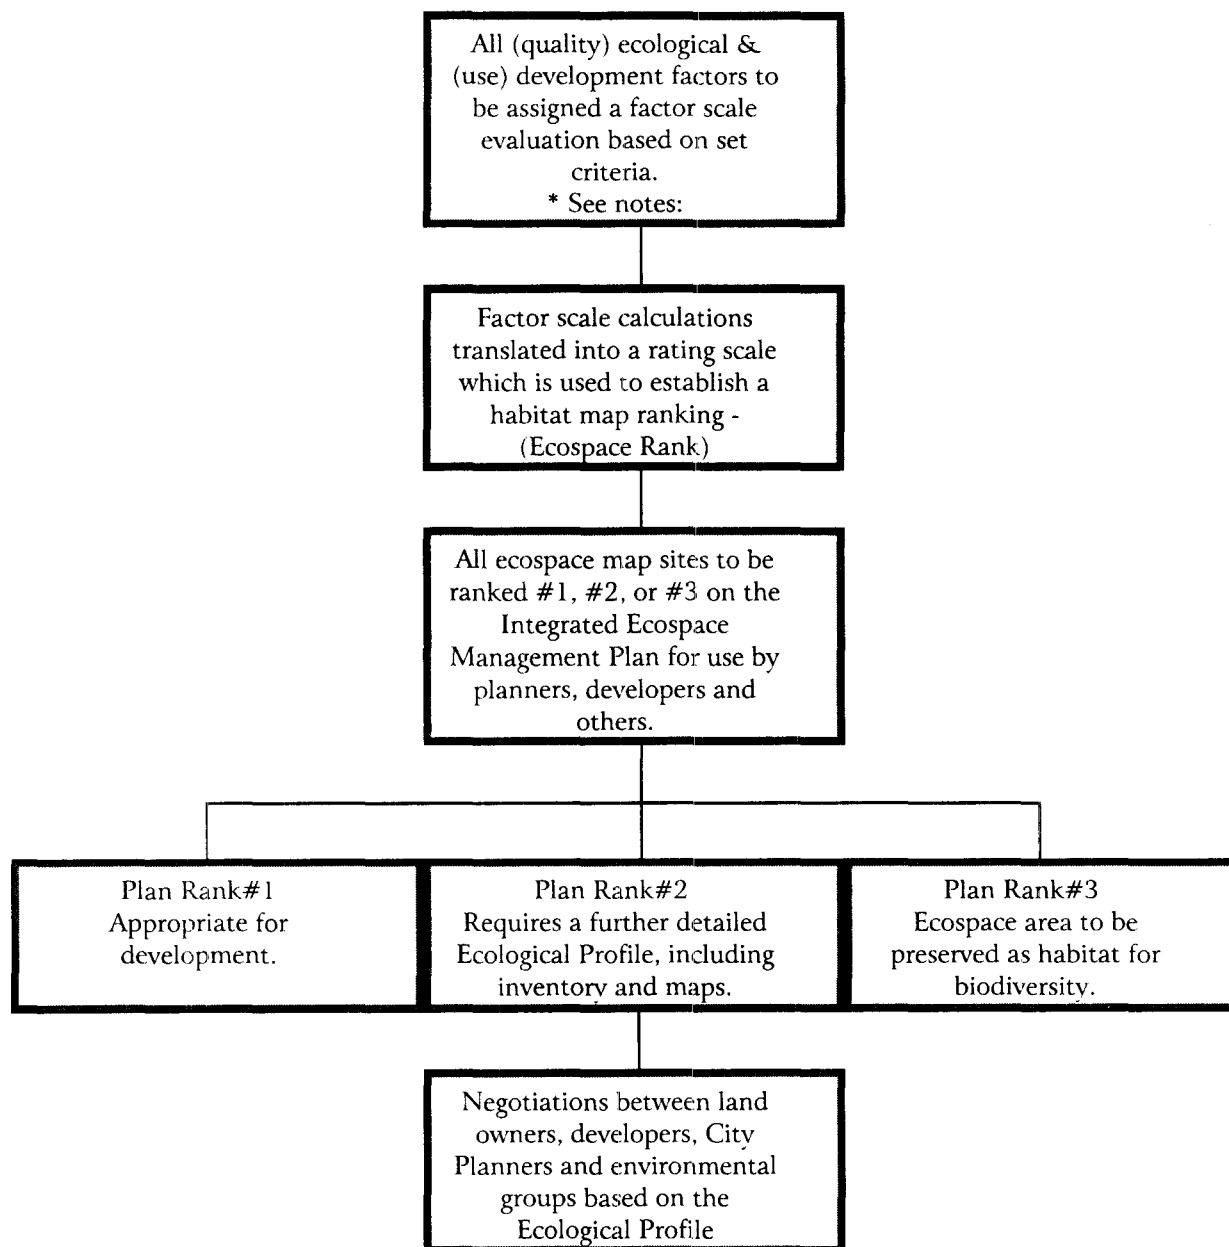 All (quality) ecological &
(use) development factors to
be assigned a factor scale
evaluation based on set
criteria.
* See notes:
Factor scale calculations
translated into a rating scale
which is used to establish a
habitat map ranking -
(Ecospace Rank)
All ecospace map sites to be
ranked #1, #2, or #3 on the
Integrated Ecospace
Management Plan for use by
planners, developers and
others.
Plan Rank#1
Appropriate for
development.
Plan Rank#2
Requires a further detailed
Ecological Profile, including
inventory and maps.
Plan Rank#3
Ecospace area to be
preserved as habitat for
biodiversity.
Negotiations between land
owners, developers, City
Planners and environmental
groups based on the
Ecological Profile